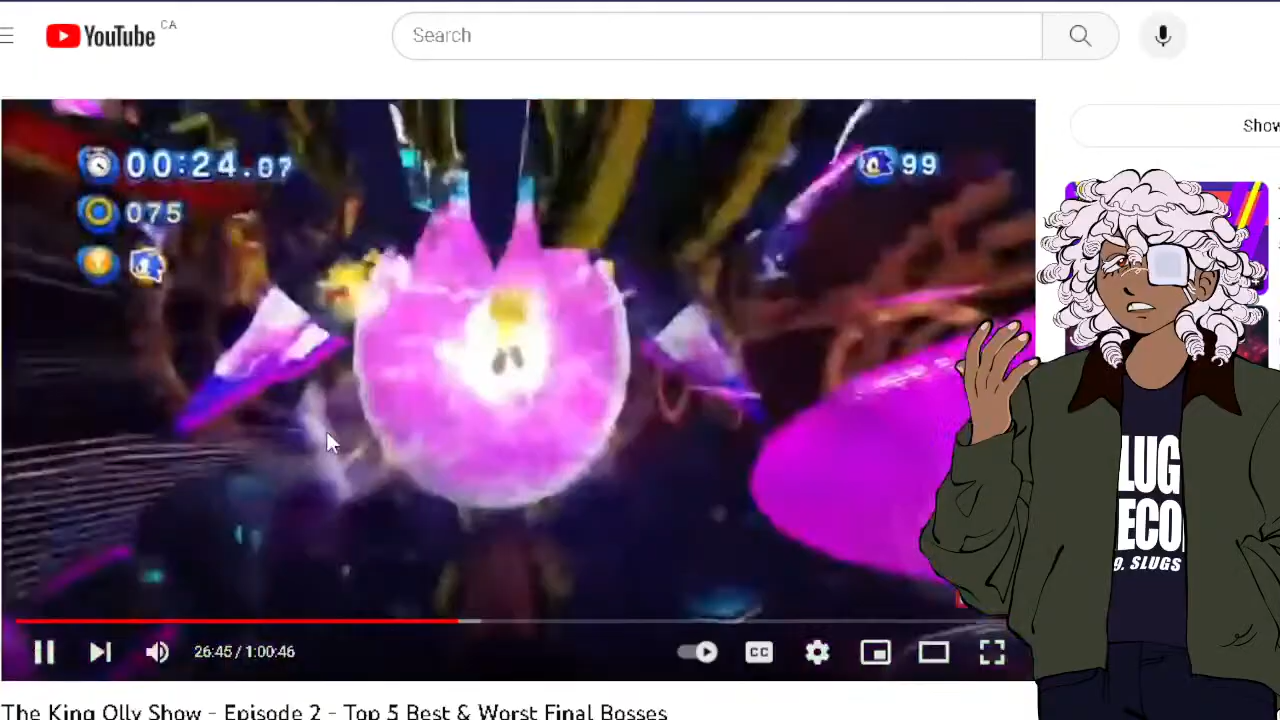 YouTube CA
Search
Show
00:24.07
99
075
26:45 / 1:00:46
CC
LUG
ECO
g. SLUGS
The King Olly Show - Episode 2 - Top 5 Best & Worst Final Bosses